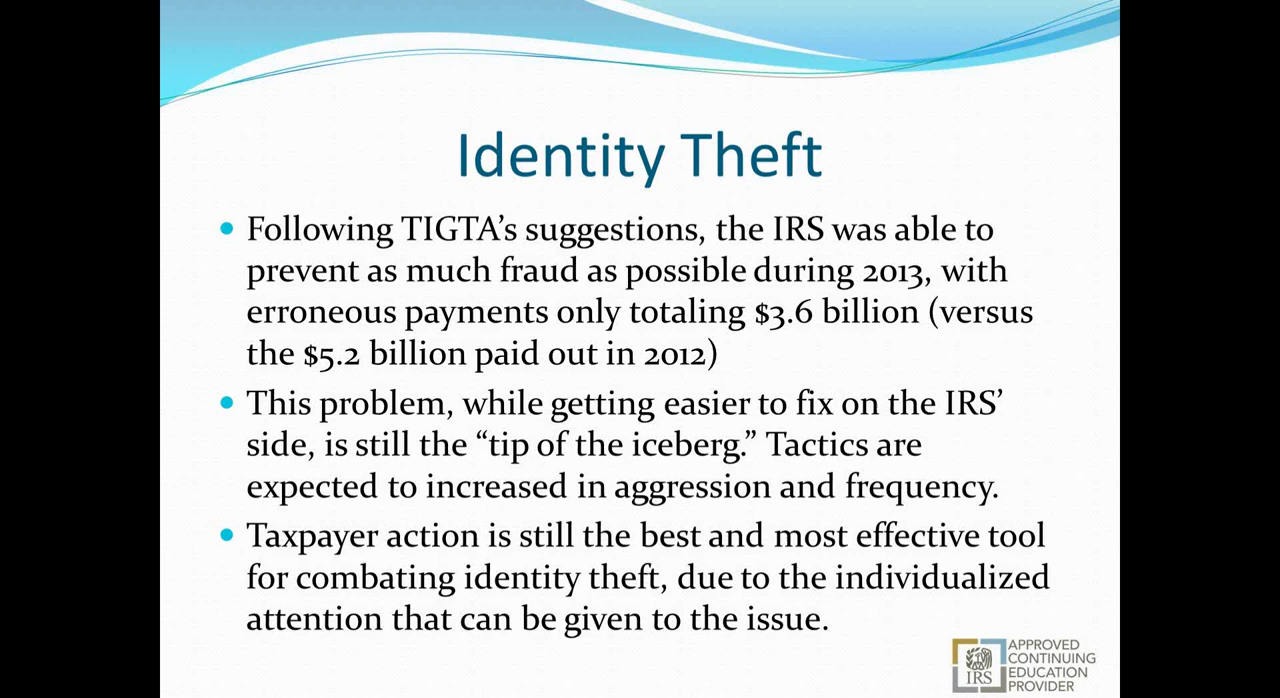 Identity Theft
Following TIGTA’s suggestions, the IRS was able to
prevent as much fraud as possible during 2013, with
erroneous payments only totaling $3.6 billion (versus
the $5.2 billion paid out in 2012)
This problem, while getting easier to fix on the IRS’
side, is still the “tip of the iceberg.” Tactics are
expected to increased in aggression and frequency.
Taxpayer action is still the best and most effective tool
for combating identity theft, due to the individualized
attention that can be given to the issue.
IRS
APPROVED
CONTINUING
EDUCATION
PROVIDER